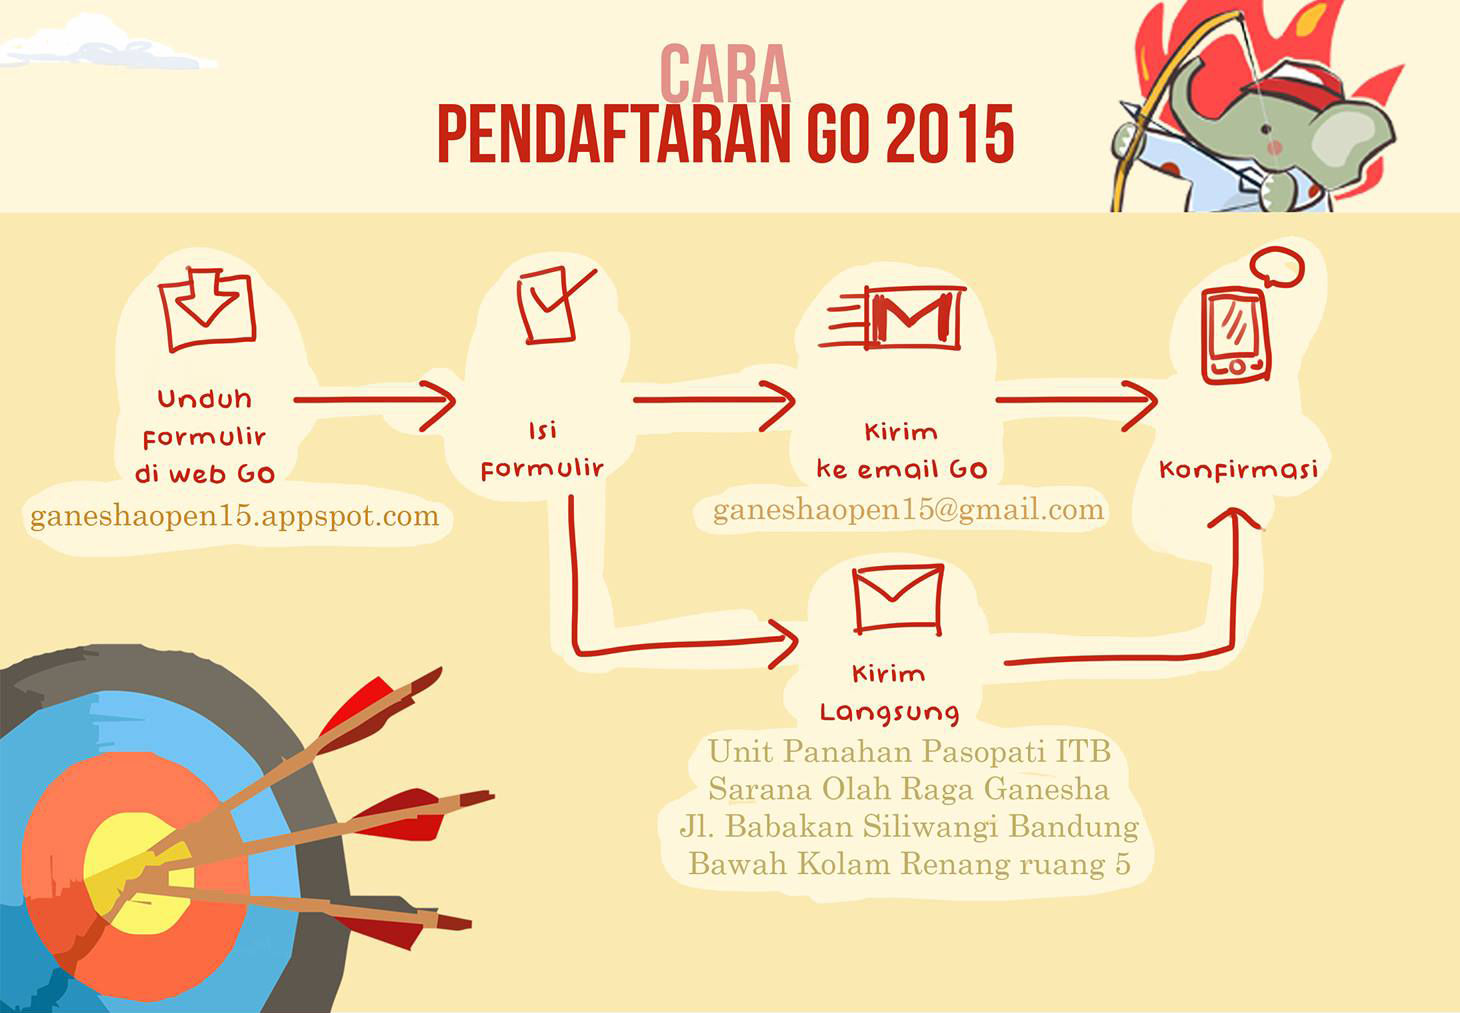 CARA
PENDAFTARAN GO 2015
Unduh
formulir
di web GO
ganeshaopen15.appspot.com
Isi
formulir
Kirim
ke email GO
ganeshaopen15@gmail.com
Konfirmasi
Kirim
Langsung
Unit Panahan Pasopati ITB
Sarana Olah Raga Ganesha
Jl. Babakan Siliwangi Bandung
Bawah Kolam Renang ruang 5